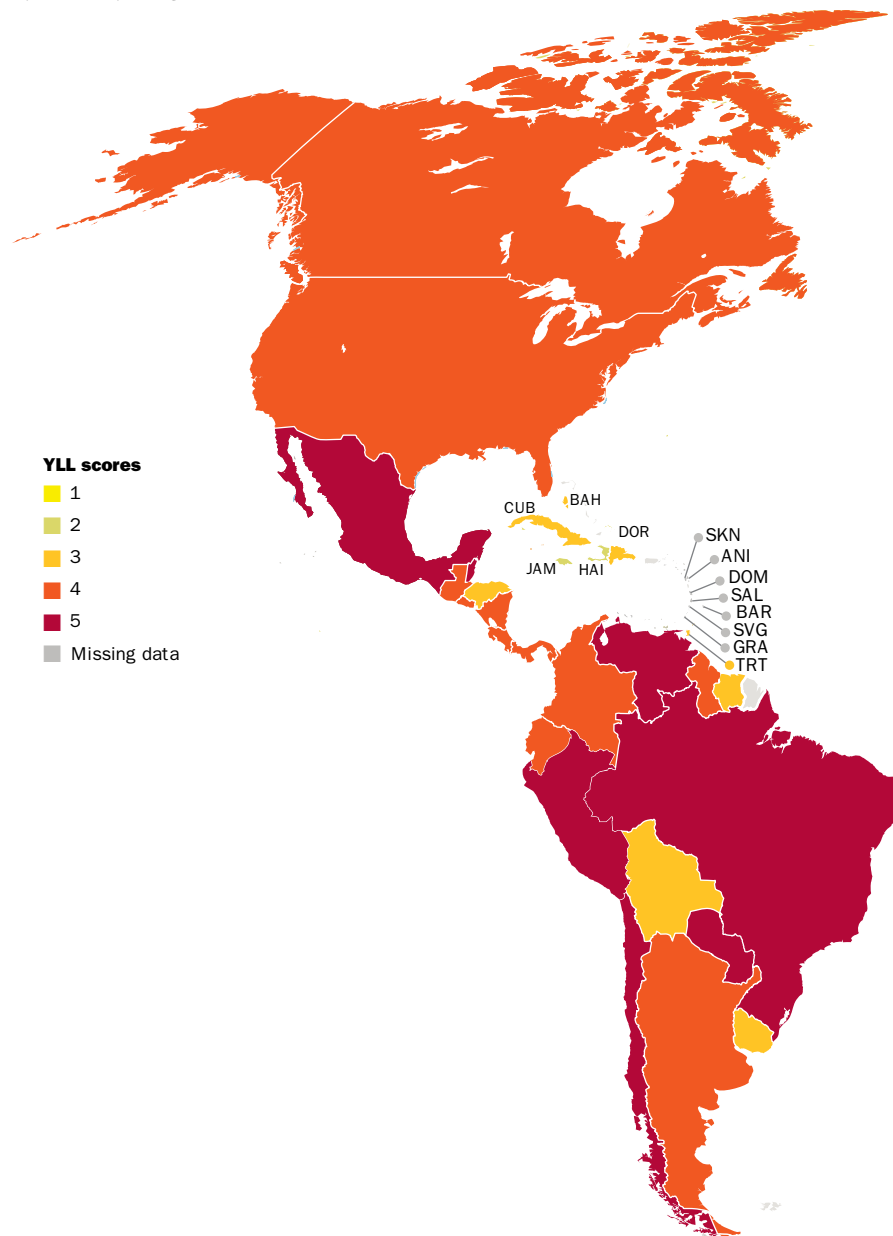 YLL scores
1
2
3
4
5
Missing data
CUB
BAH
DOR
JAM
HAI
SKN
ANI
DOM
SAL
BAR
SVG
GRA
TRT